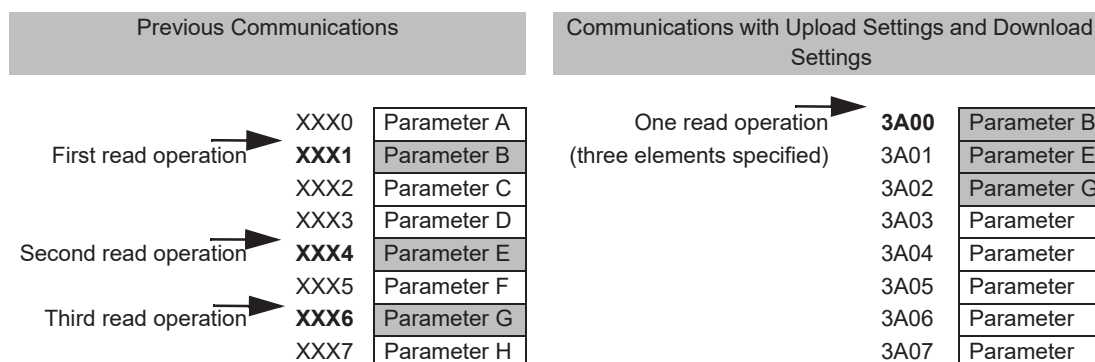 Previous Communications
XXX0 Parameter A
First read operation XXX1 Parameter B
XXX2 Parameter C
XXX3 Parameter D
Second read operation XXX4 Parameter E
XXX5 Parameter F
Third read operation XXX6 Parameter G
XXX7 Parameter H
Communications with Upload Settings and Download
Settings
One read operation 3A00 Parameter B
(three elements specified) 3A01 Parameter E
3A02 Parameter G
3A03 Parameter
3A04 Parameter
3A05 Parameter
3A06 Parameter
3A07 Parameter